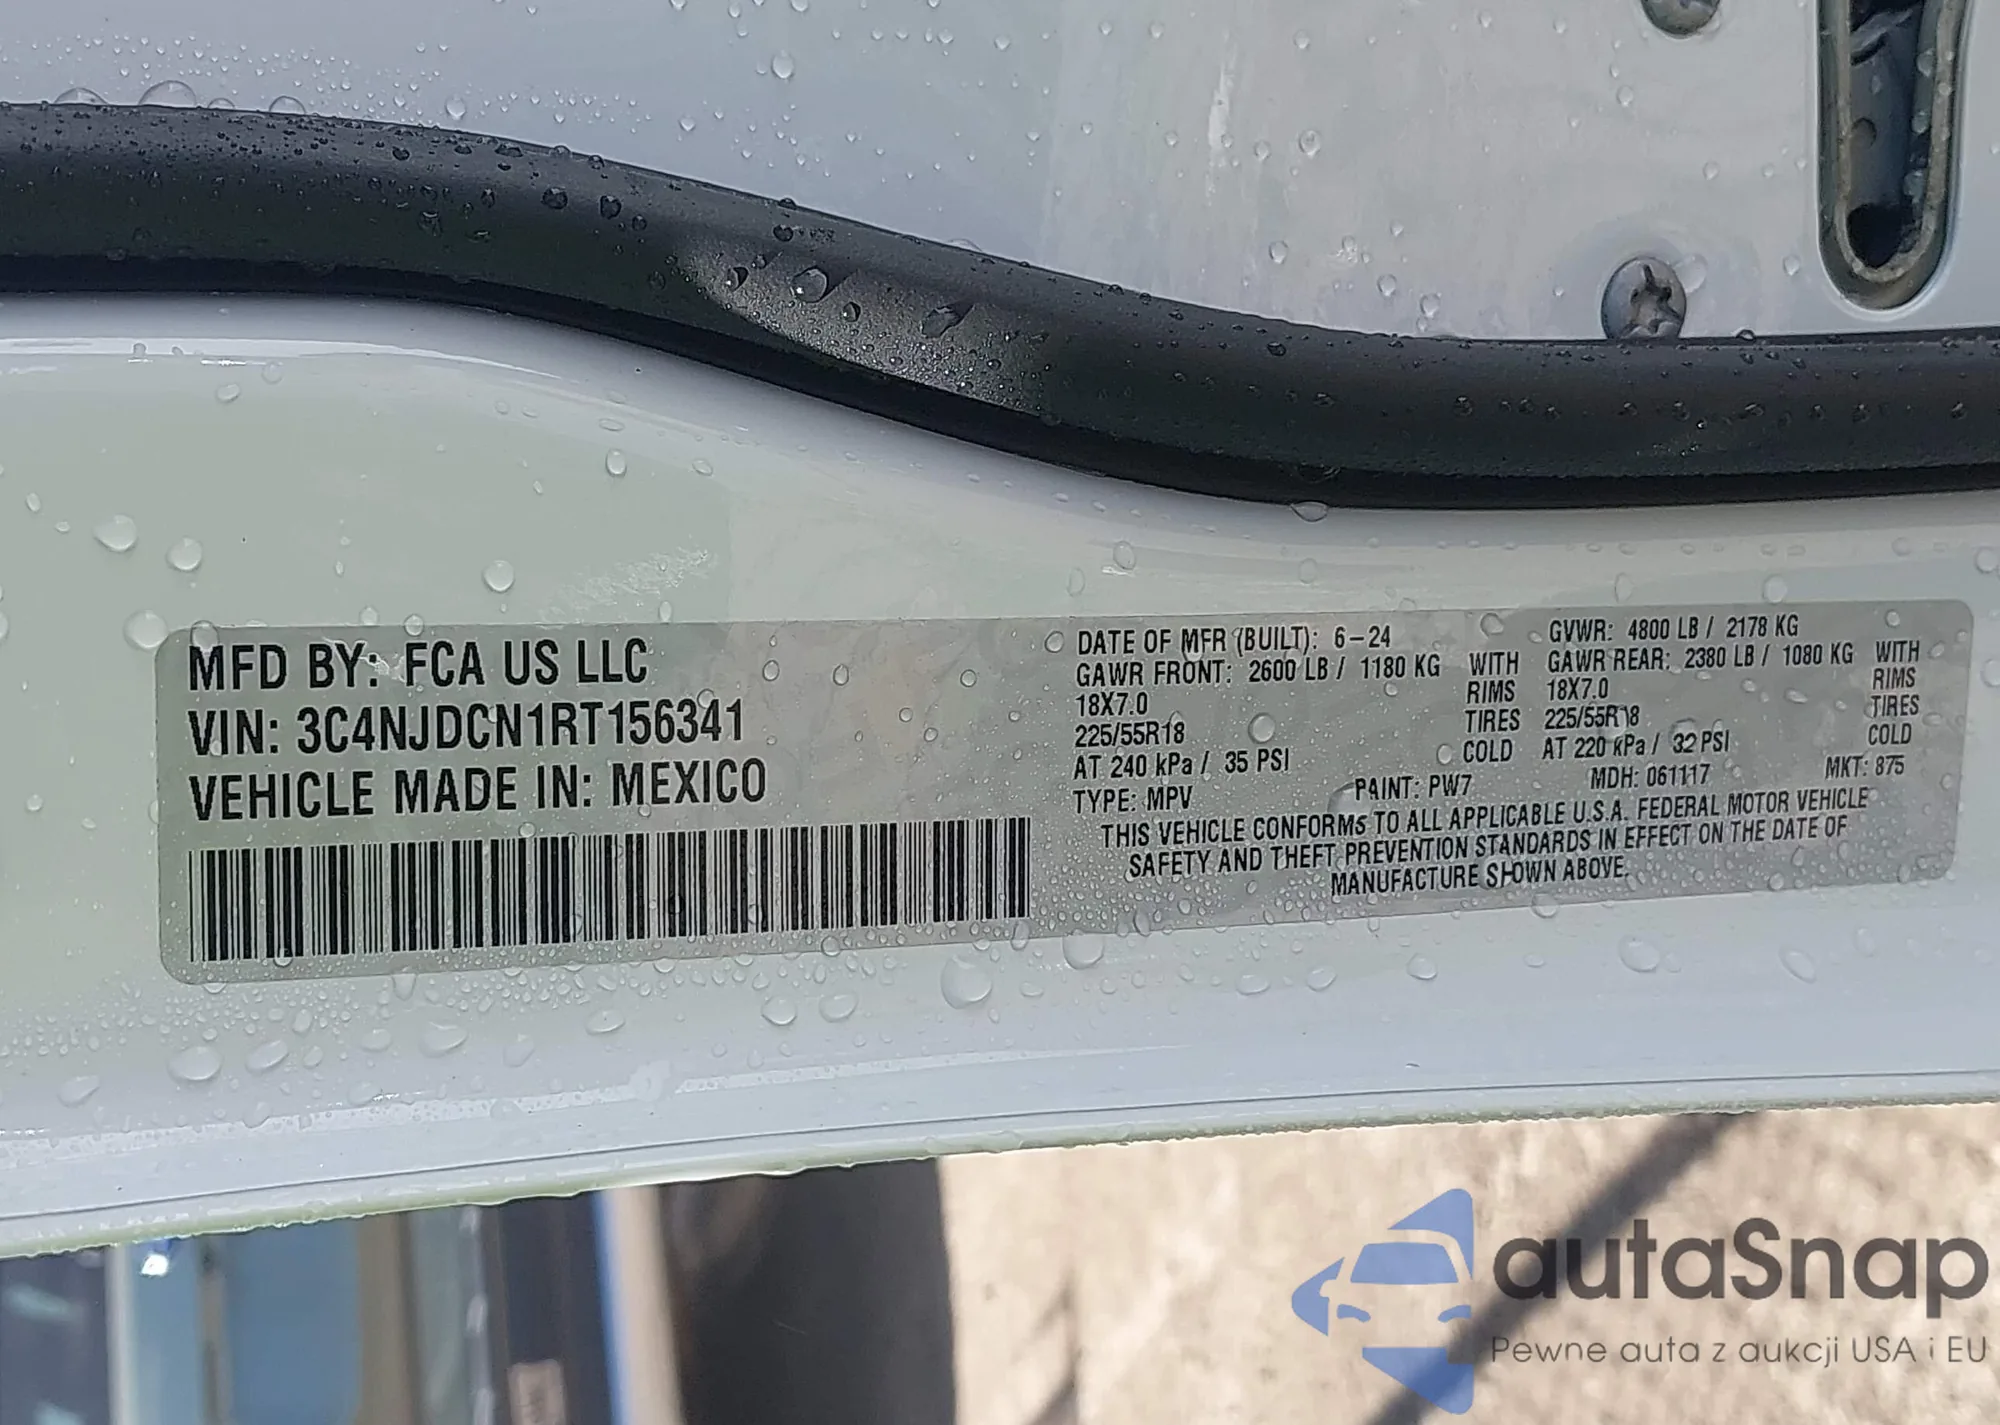 MFD BY: FCA US LLC
VIN: 3C4NJDCN1RT156341
VEHICLE MADE IN: MEXICO
DATE OF MFR (BUILT): 6-24
GAWR FRONT: 2600 LB / 1180 KG WITH
18X7.0 RIMS
225/55R18 TIRES
AT 240 kPa / 35 PSI COLD
TYPE: MPV
GVWR: 4800 LB / 2178 KG
GAWR REAR: 2380 LB / 1080 KG WITH
18X7.0 RIMS
225/55R18 TIRES
AT 220 kPa / 32 PSI COLD
PAINT: PW7 MDH: 061117 MKT: 875
THIS VEHICLE CONFORMS TO ALL APPLICABLE U.S.A. FEDERAL MOTOR VEHICLE
SAFETY AND THEFT PREVENTION STANDARDS IN EFFECT ON THE DATE OF
MANUFACTURE SHOWN ABOVE.
autaSnap
Pewne auta z aukcji USA i EU